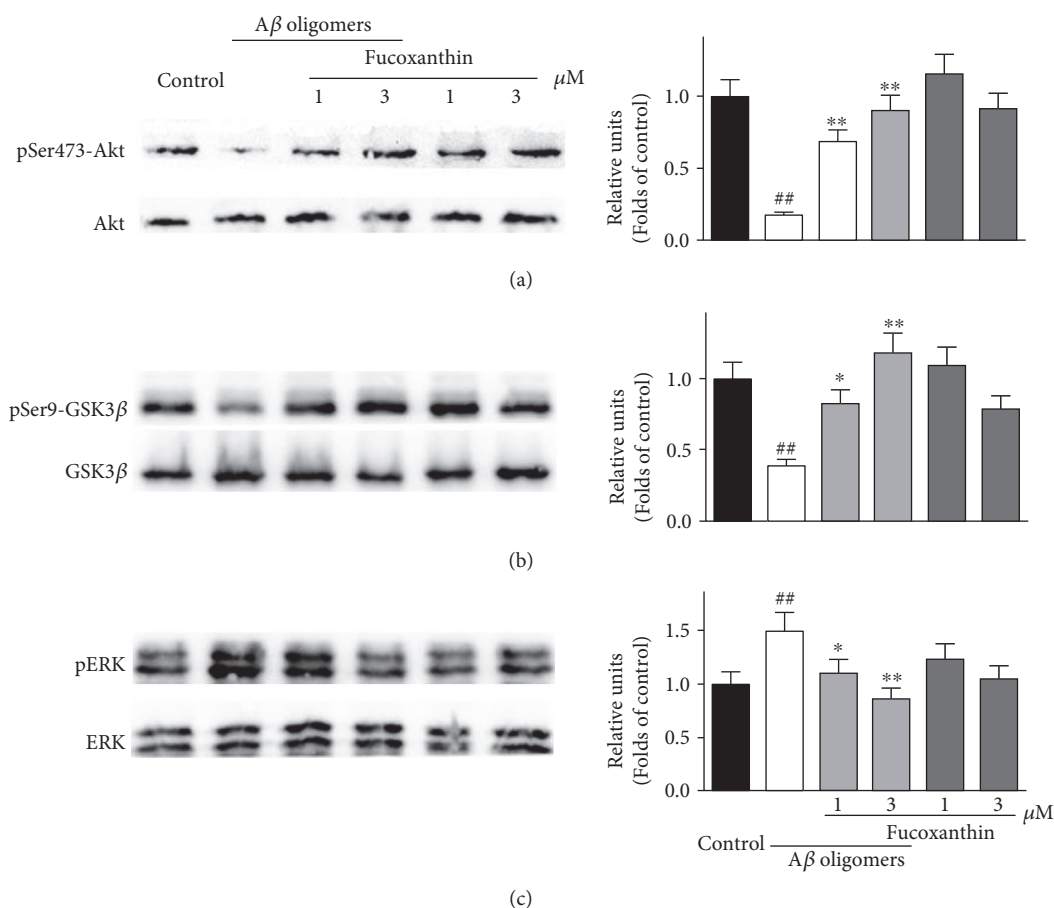 Aβ oligomers
Fucoxanthin
Control
μM
1 3 1 3
pSer473-Akt
Akt
Relative units
(Folds of control)
1.0
0.5
0.0
##
**
**
(a)
pSer9-GSK3β
GSK3β
Relative units
(Folds of control)
1.0
0.5
0.0
##
*
**
(b)
pERK
ERK
Relative units
(Folds of control)
1.5
1.0
0.5
0.0
##
*
**
1 3 1 3
μM
Fucoxanthin
Control
Aβ oligomers
(c)